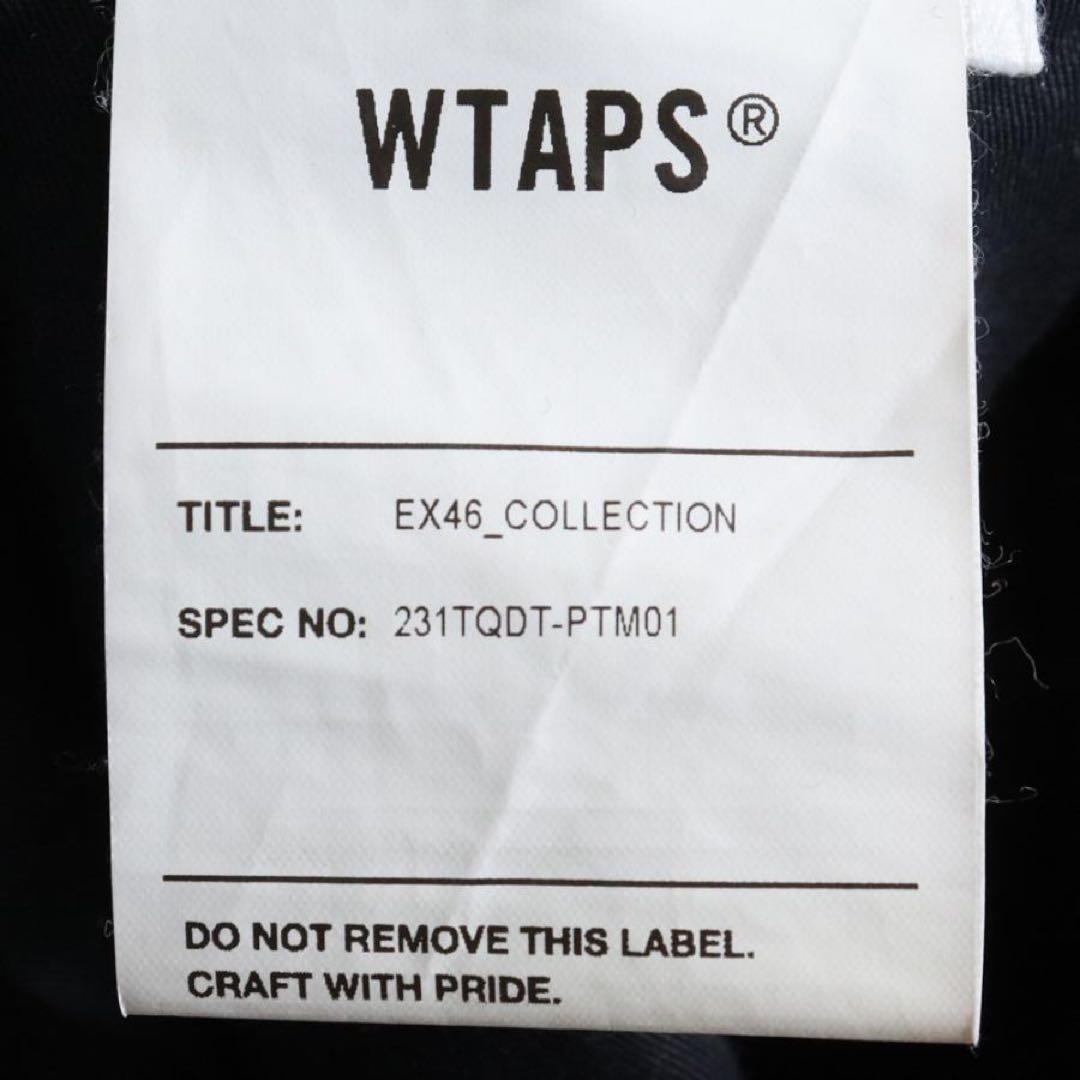 WTAPS®
TITLE: EX46_COLLECTION
SPEC NO: 231TQDT-PTM01
DO NOT REMOVE THIS LABEL.
CRAFT WITH PRIDE.